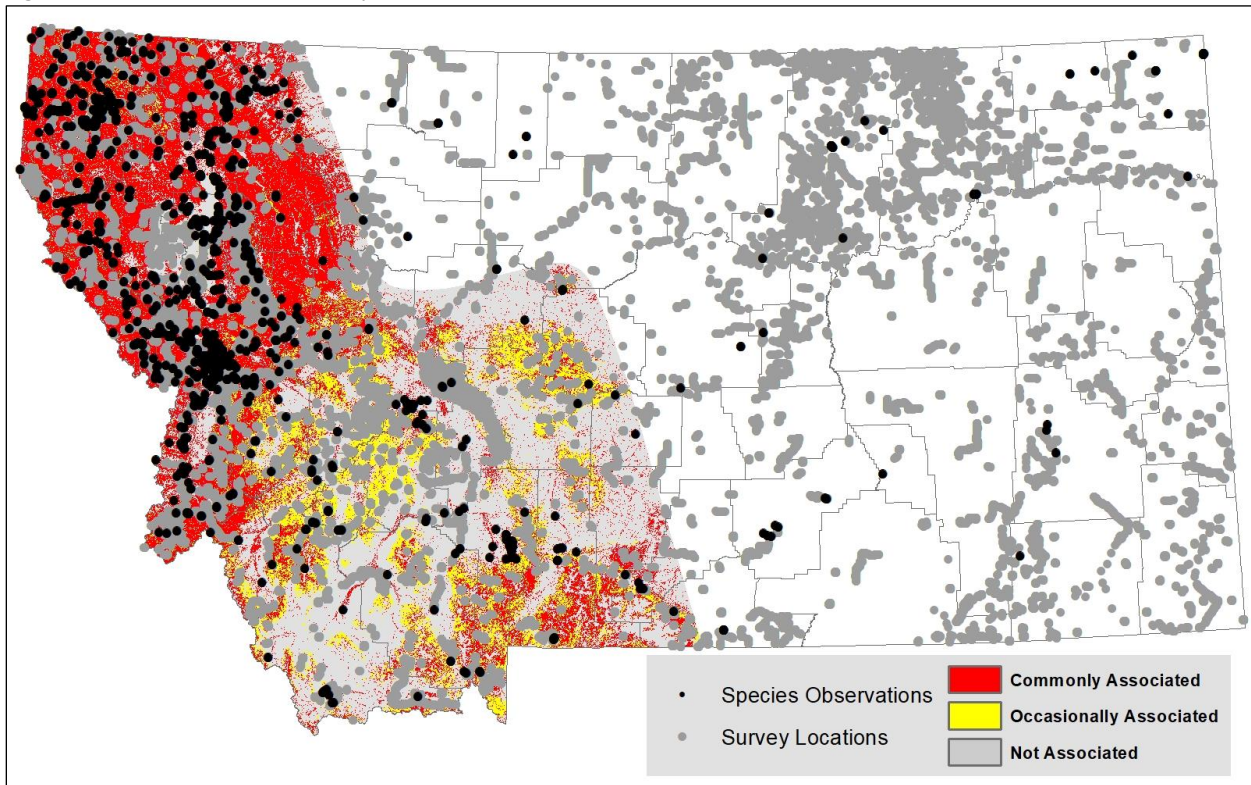 Species Observations
Survey Locations
Commonly Associated
Occasionally Associated
Not Associated